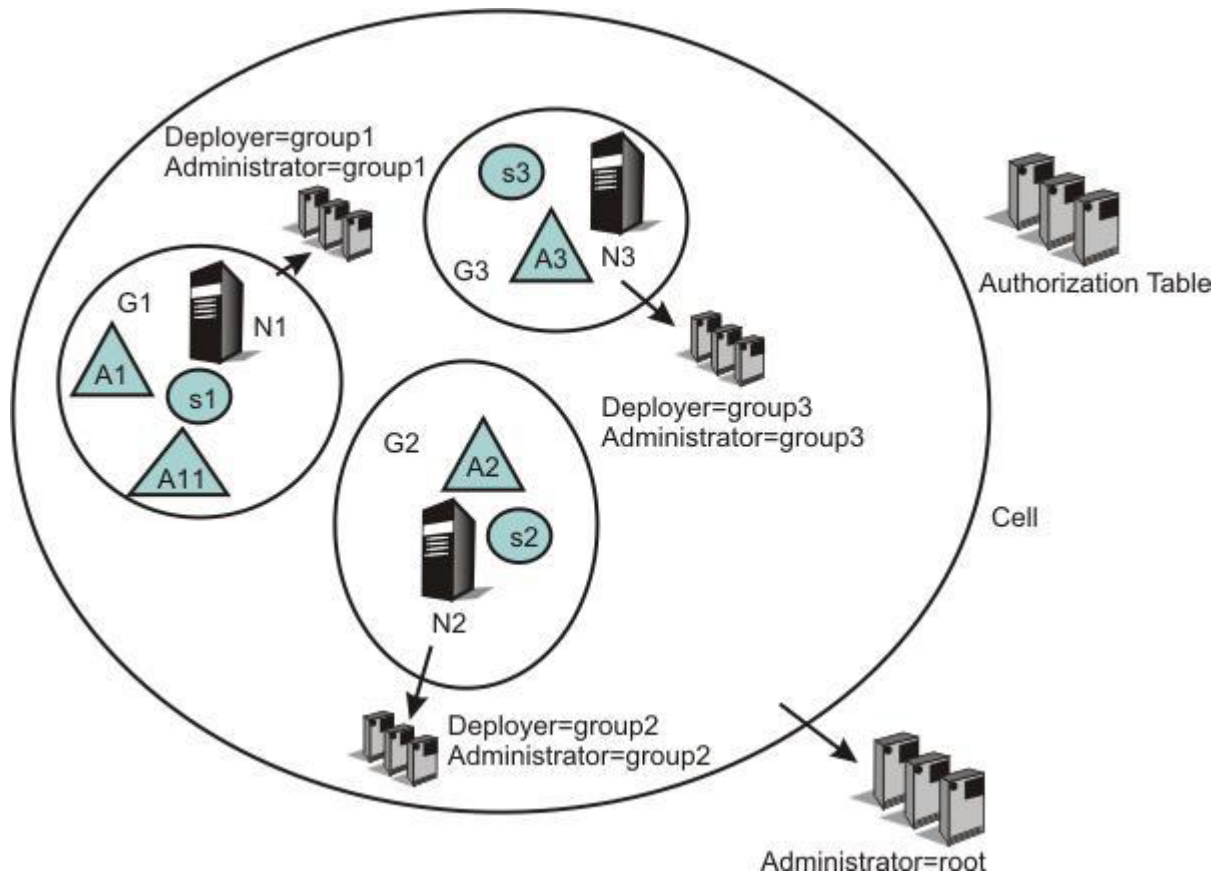 Deployer=group1
Administrator=group1
s3
A3
N3
G3
Authorization Table
G1
N1
A1
s1
A11
Deployer=group3
Administrator=group3
G2
A2
s2
N2
Cell
Deployer=group2
Administrator=group2
Administrator=root